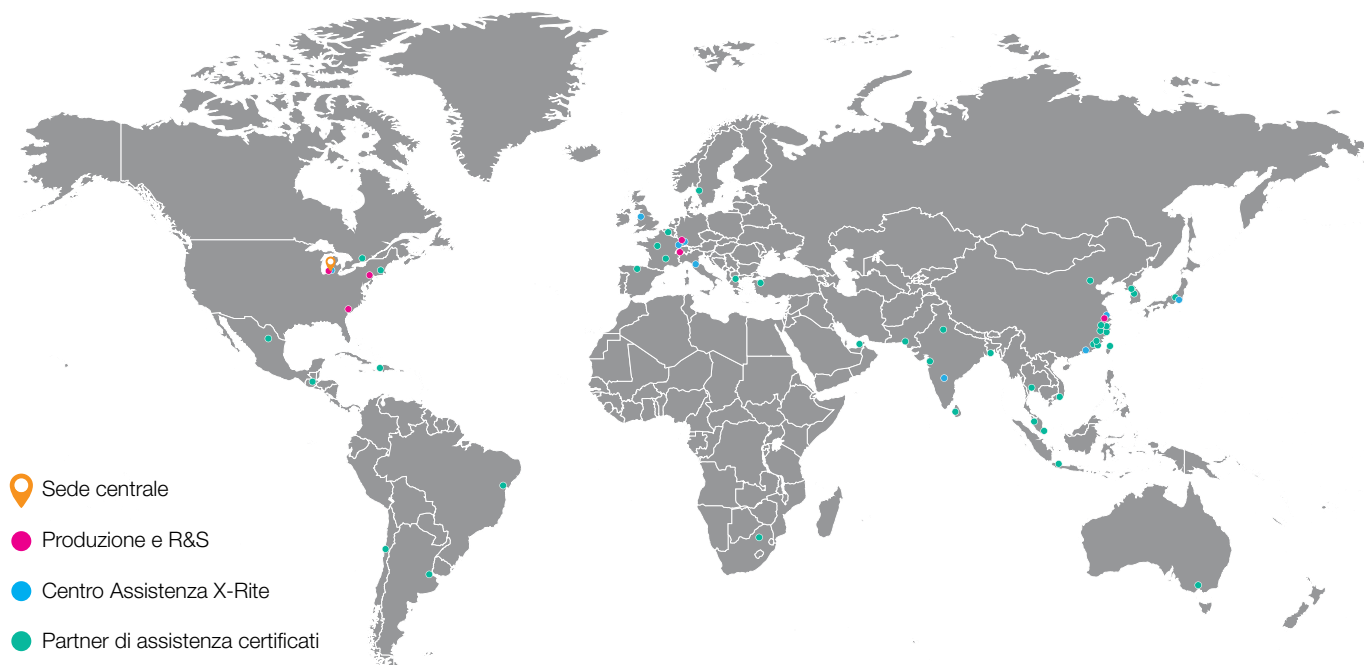 Sede centrale
Produzione e R&S
Centro Assistenza X-Rite
Partner di assistenza certificati